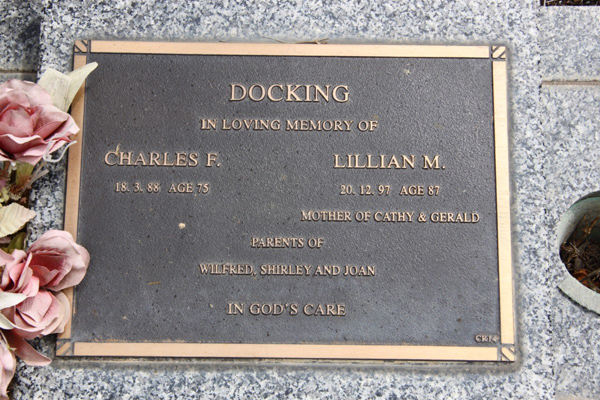 DOCKING
IN LOVING MEMORY OF
CHARLES F. LILLIAN M.
18. 3. 88 AGE 75 20. 12. 97 AGE 87
MOTHER OF CATHY & GERALD
PARENTS OF
WILFRED, SHIRLEY AND JOAN
IN GOD'S CARE